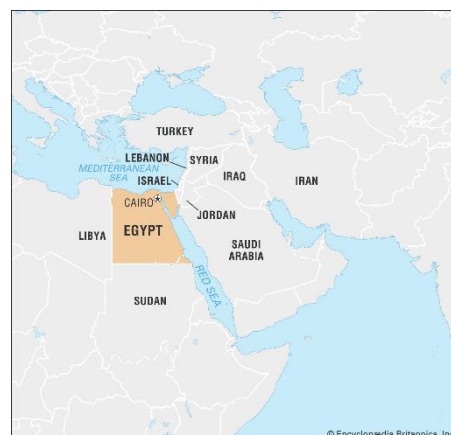 TURKEY
LEBANON
SYRIA
MEDITERRANEAN
SEA
ISRAEL
IRAQ
IRAN
CAIRO
JORDAN
LIBYA
EGYPT
SAUDI
ARABIA
RED SEA
SUDAN
© Encyclopædia Britannica, Inc.